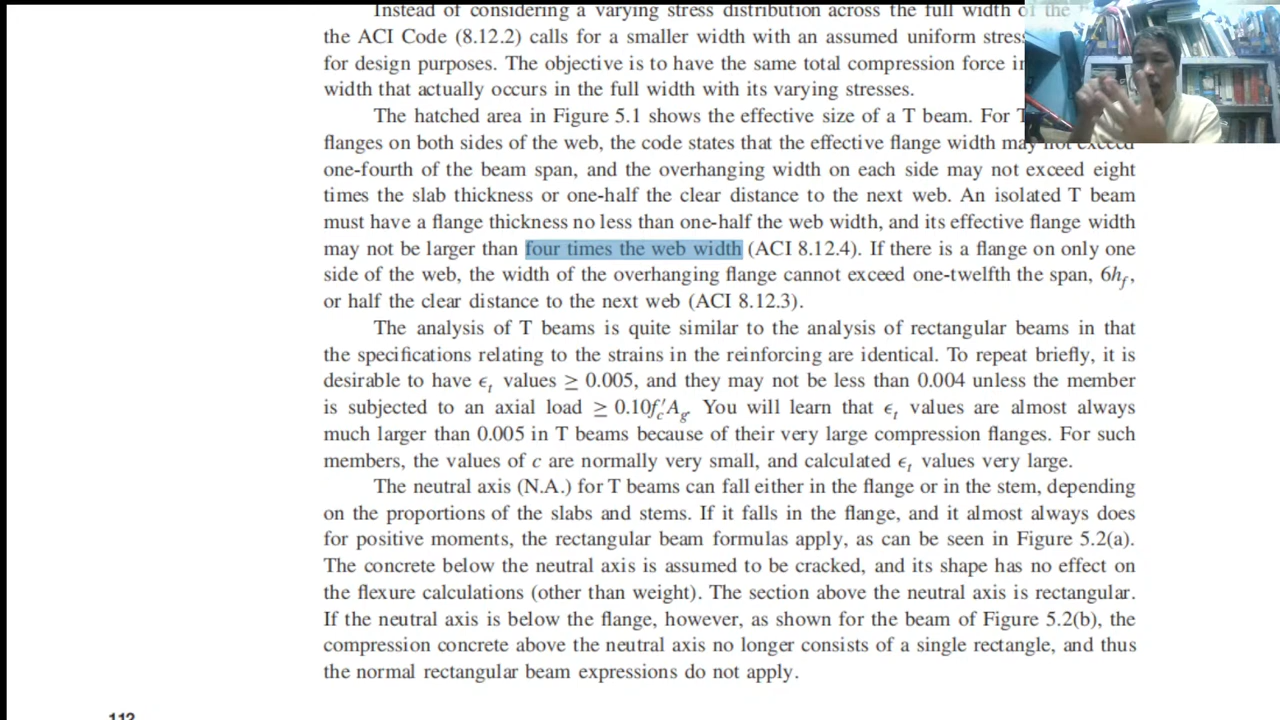 Instead of considering a varying stress distribution across the full width of the
the ACI Code (8.12.2) calls for a smaller width with an assumed uniform
for design purposes. The objective is to have the same total compression force
width that actually occurs in the full width with its varying stresses.
The hatched area in Figure 5.1 shows the effective size of a T beam. For
flanges on both sides of the web, the code states that the effective flange width may not exceed
one-fourth of the beam span, and the overhanging width on each side may not exceed eight
times the slab thickness or one-half the clear distance to the next web. An isolated T beam
must have a flange thickness no less than one-half the web width, and its effective flange width
may not be larger than four times the web width (ACI 8.12.4). If there is a flange on only one
side of the web, the width of the overhanging flange cannot exceed one-twelfth the span, 6hf,
or half the clear distance to the next web (ACI 8.12.3).
The analysis of T beams is quite similar to the analysis of rectangular beams in that
the specifications relating to the strains in the reinforcing are identical. To repeat briefly, it is
desirable to have ϵt values ≥ 0.005, and they may not be less than 0.004 unless the member
is subjected to an axial load ≥ 0.10f′cAg. You will learn that ϵt values are almost always
much larger than 0.005 in T beams because of their very large compression flanges. For such
members, the values of c are normally very small, and calculated ϵt values very large.
The neutral axis (N.A.) for T beams can fall either in the flange or in the stem, depending
on the proportions of the slabs and stems. If it falls in the flange, and it almost always does
for positive moments, the rectangular beam formulas apply, as can be seen in Figure 5.2(a).
The concrete below the neutral axis is assumed to be cracked, and its shape has no effect on
the flexure calculations (other than weight). The section above the neutral axis is rectangular.
If the neutral axis is below the flange, however, as shown for the beam of Figure 5.2(b), the
compression concrete above the neutral axis no longer consists of a single rectangle, and thus
the normal rectangular beam expressions do not apply.